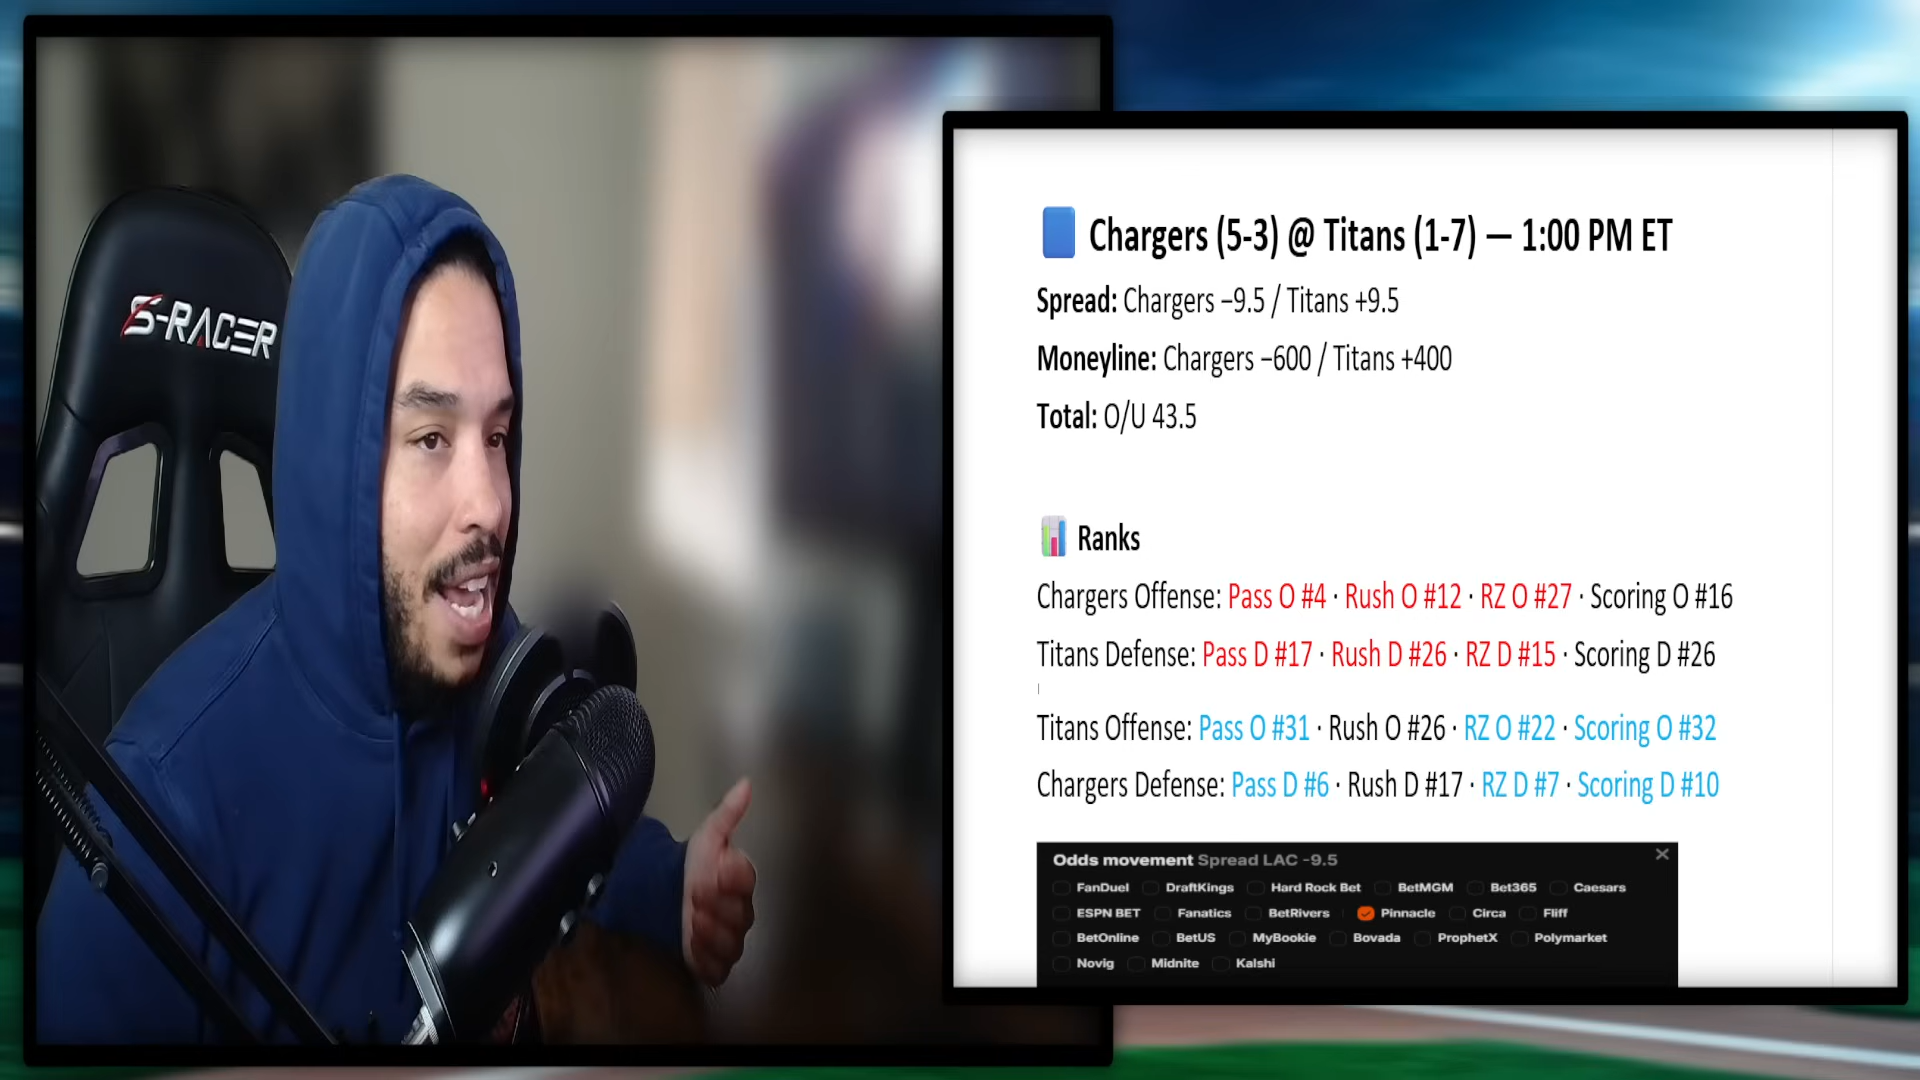 S-RACER
Chargers (5-3) @ Titans (1-7) — 1:00 PM ET
Spread: Chargers −9.5 / Titans +9.5
Moneyline: Chargers −600 / Titans +400
Total: O/U 43.5
Ranks
Chargers Offense: Pass O #4 · Rush O #12 · RZ O #27 · Scoring O #16
Titans Defense: Pass D #17 · Rush D #26 · RZ D #15 · Scoring D #26
Titans Offense: Pass O #31 · Rush O #26 · RZ O #22 · Scoring O #32
Chargers Defense: Pass D #6 · Rush D #17 · RZ D #7 · Scoring D #10
Odds movement Spread LAC -9.5
FanDuel DraftKings Hard Rock Bet BetMGM Bet365 Caesars
ESPN BET Fanatics BetRivers Pinnacle Circa Fliff
BetOnline BetUS MyBookie Bovada ProphetX Polymarket
Novig Midnite Kalshi